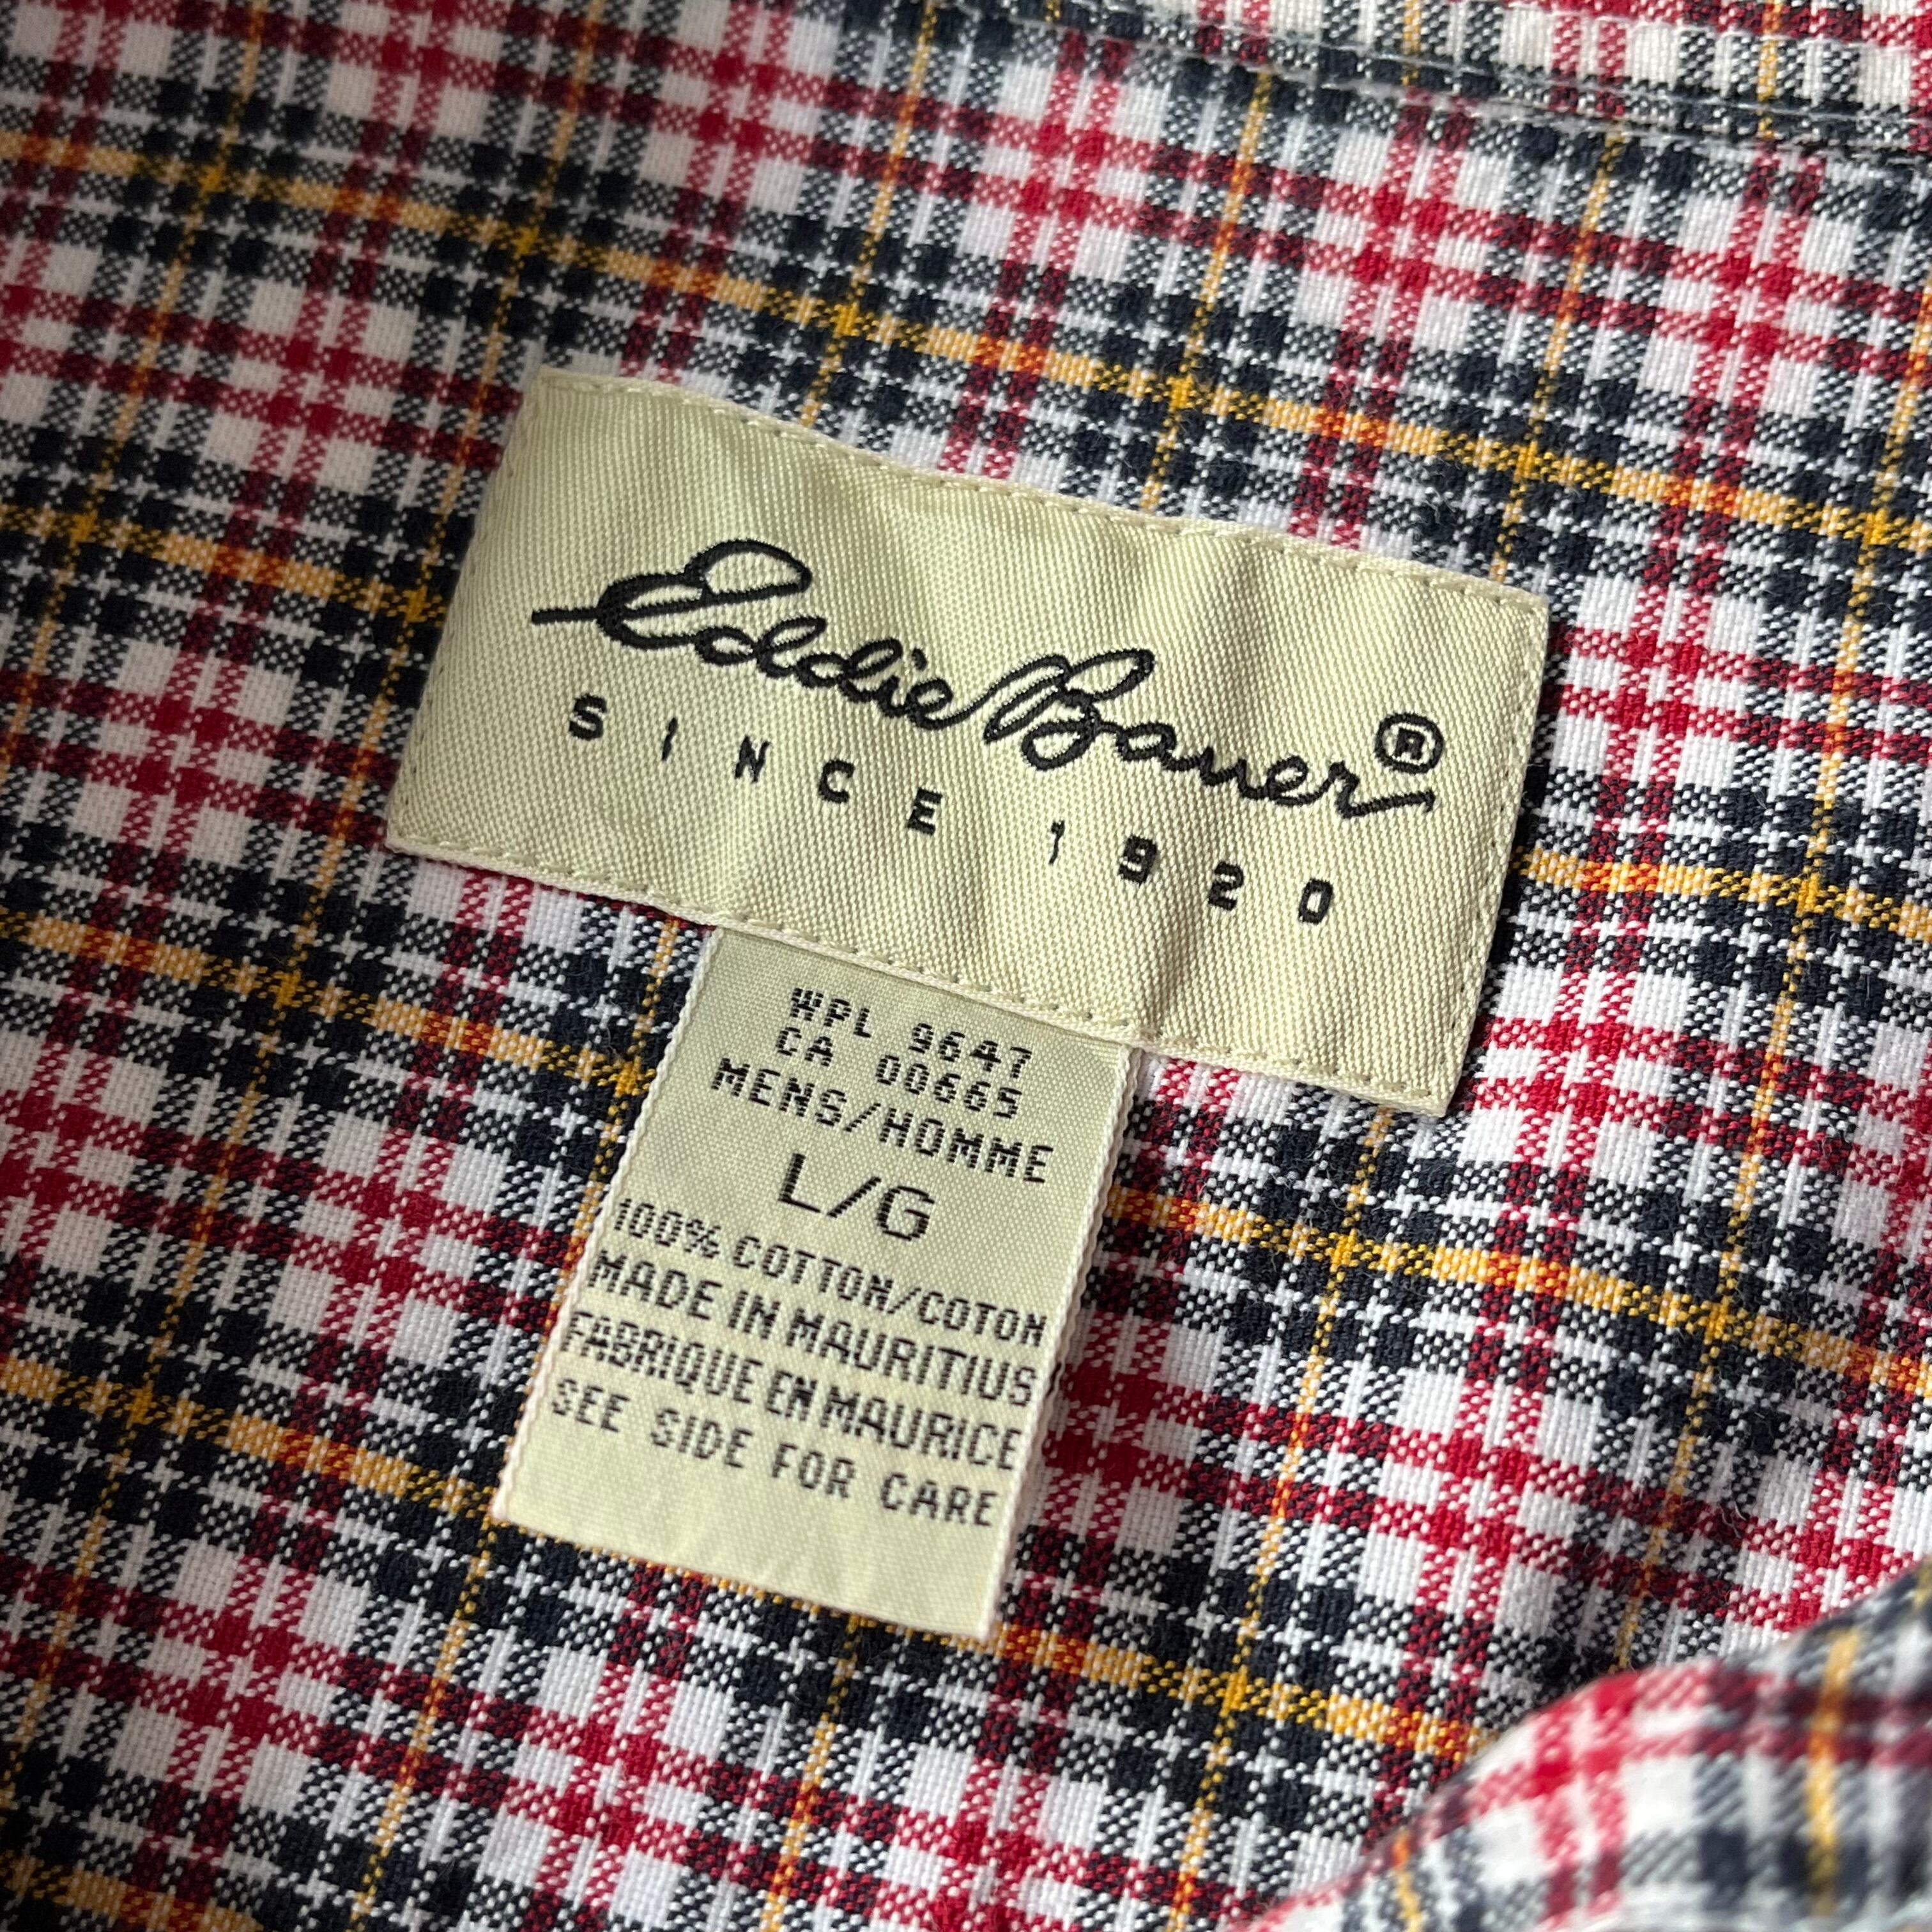 Eddie Bauer®
SINCE 1920
WPL 9647
CA 00665
MENS/HOMME
L/G
100% COTTON/COTON
MADE IN MAURITIUS
FABRIQUE EN MAURICE
SEE SIDE FOR CARE